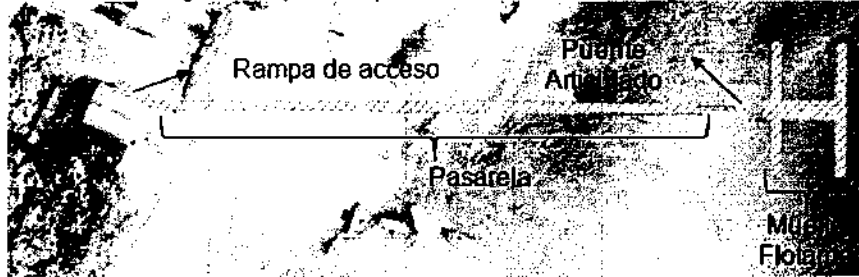 Rampa de acceso
Puente
Articulado
Pasarela
Muelle
Flotante